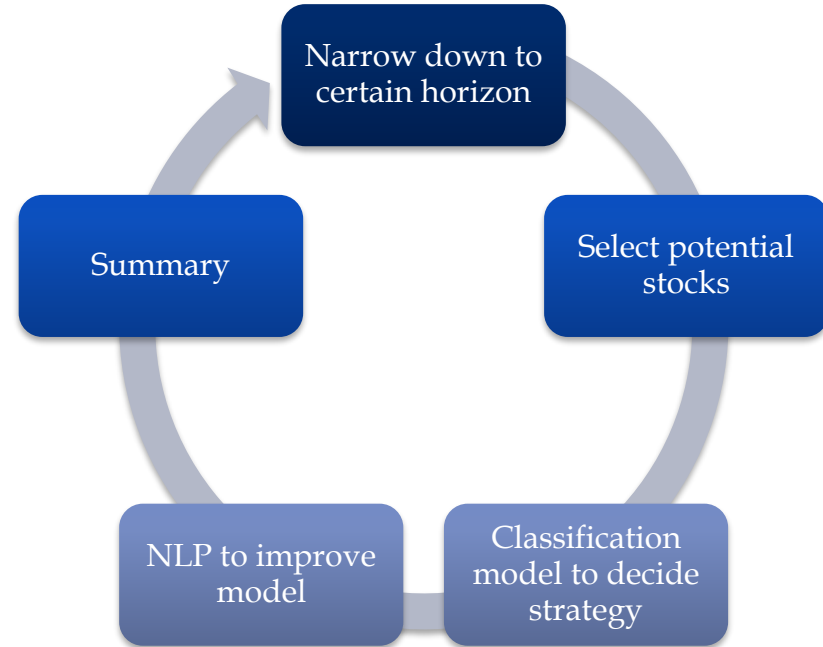 Narrow down to
certain horizon
Select potential
stocks
Classification
model to decide
strategy
NLP to improve
model
Summary